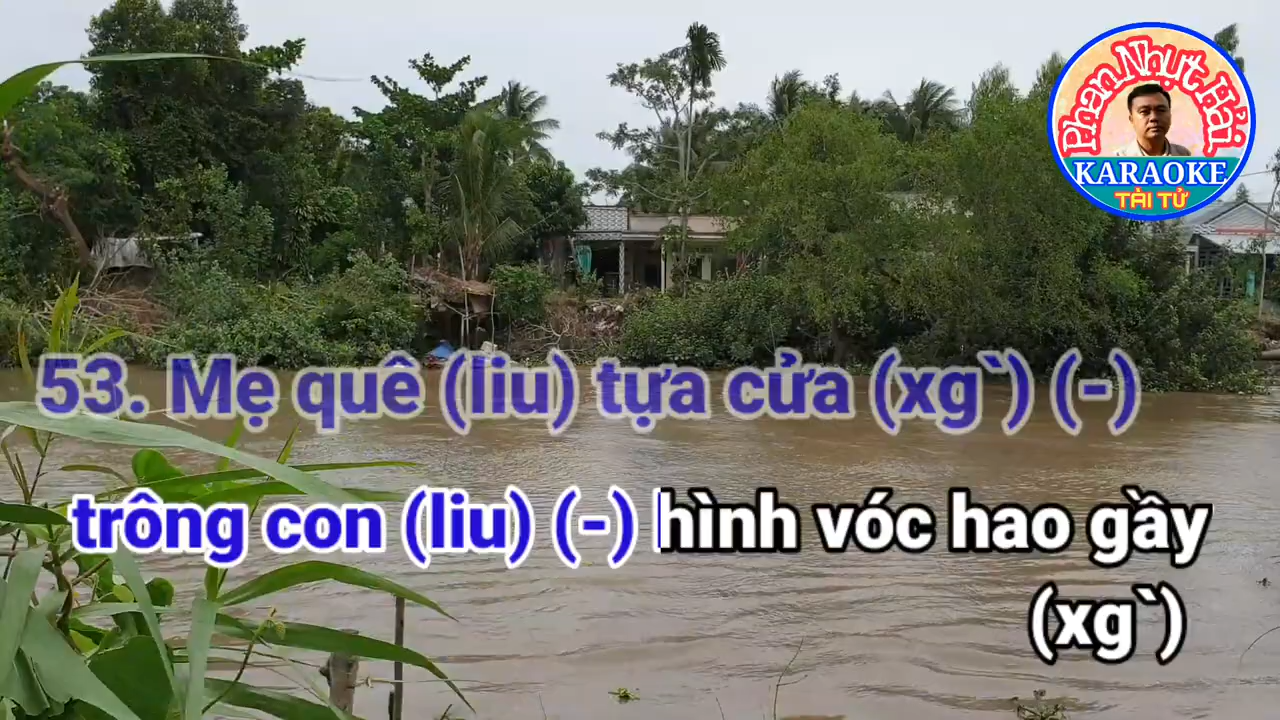 Phan Nhựt Hải
KARAOKE
TÀI TỬ
53. Mẹ quê (liu) tựa cửa (xg`) (-)
trông con (liu) (-) hình vóc hao gầy
(xg`)